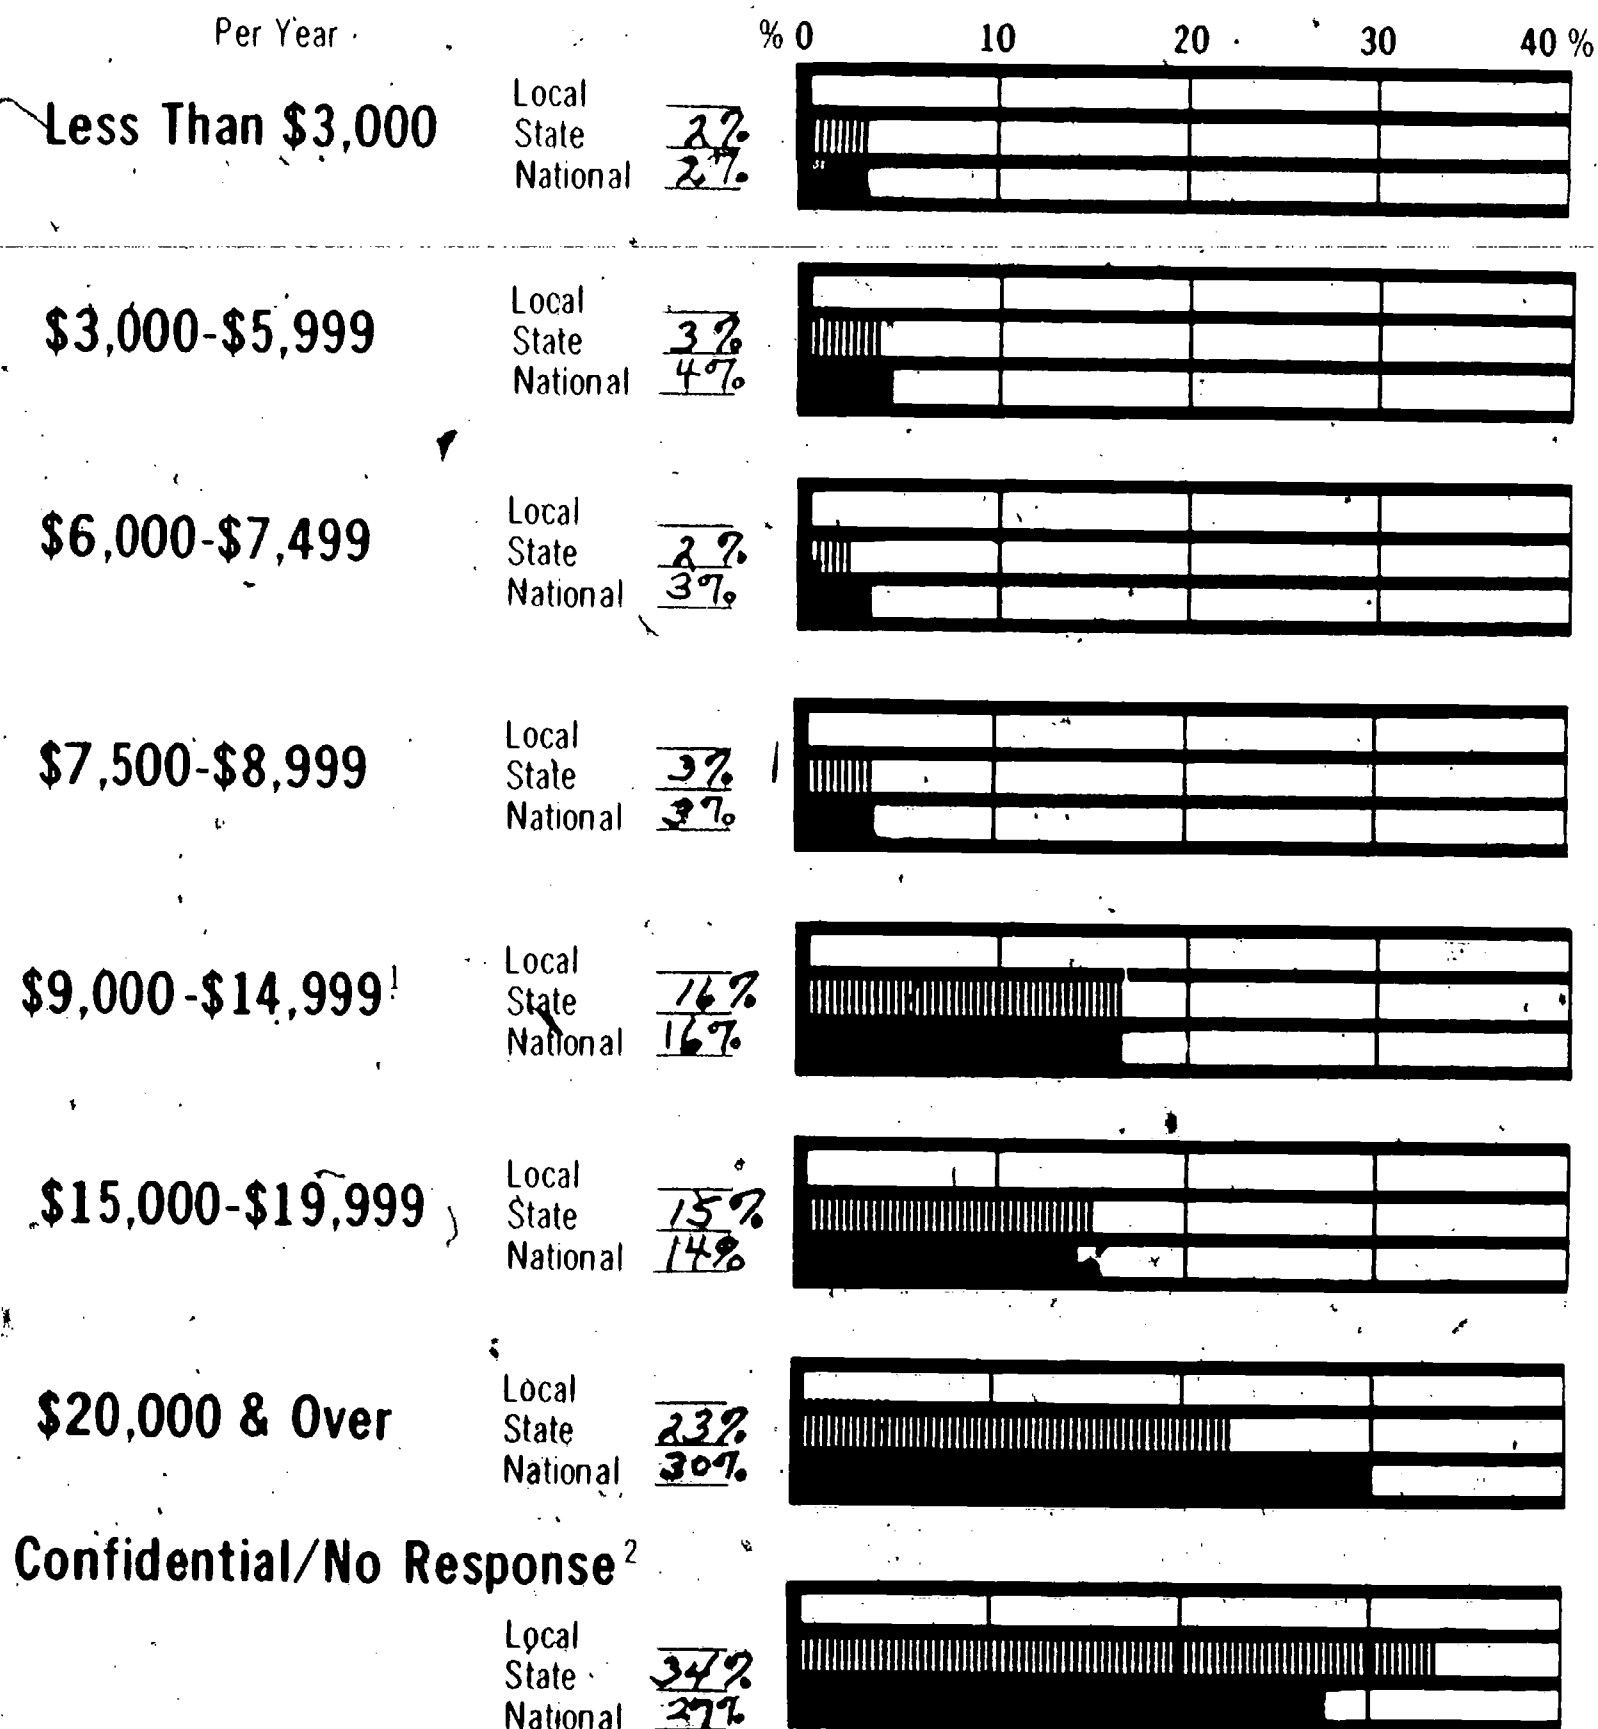 Per Year % 0 10 20 30 40 %
Less Than $3,000
Local
State 2%
National 2%
$3,000-$5,999
Local
State 3%
National 4%
$6,000-$7,499
Local
State 2%
National 3%
$7,500-$8,999
Local
State 3%
National 3%
$9,000-$14,999¹
Local
State 16%
National 16%
$15,000-$19,999
Local
State 15%
National 14%
$20,000 & Over
Local
State 23%
National 30%
Confidential/No Response²
Local
State 34%
National 27%